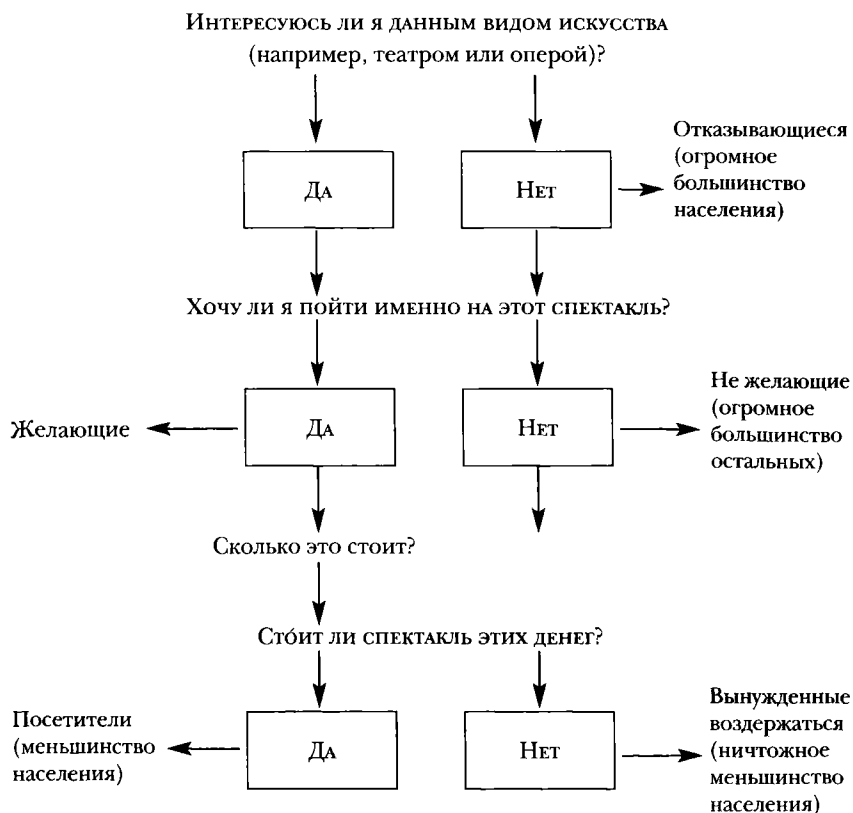 Интересуюсь ли я данным видом искусства
(например, театром или оперой)?
Да
Нет
Отказывающиеся
(огромное
большинство
населения)
Хочу ли я пойти именно на этот спектакль?
Желающие
Да
Нет
Не желающие
(огромное
большинство
остальных)
Сколько это стоит?
Сто́ит ли спектакль этих денег?
Посетители
(меньшинство
населения)
Да
Нет
Вынужденные
воздержаться
(ничтожное
меньшинство
населения)